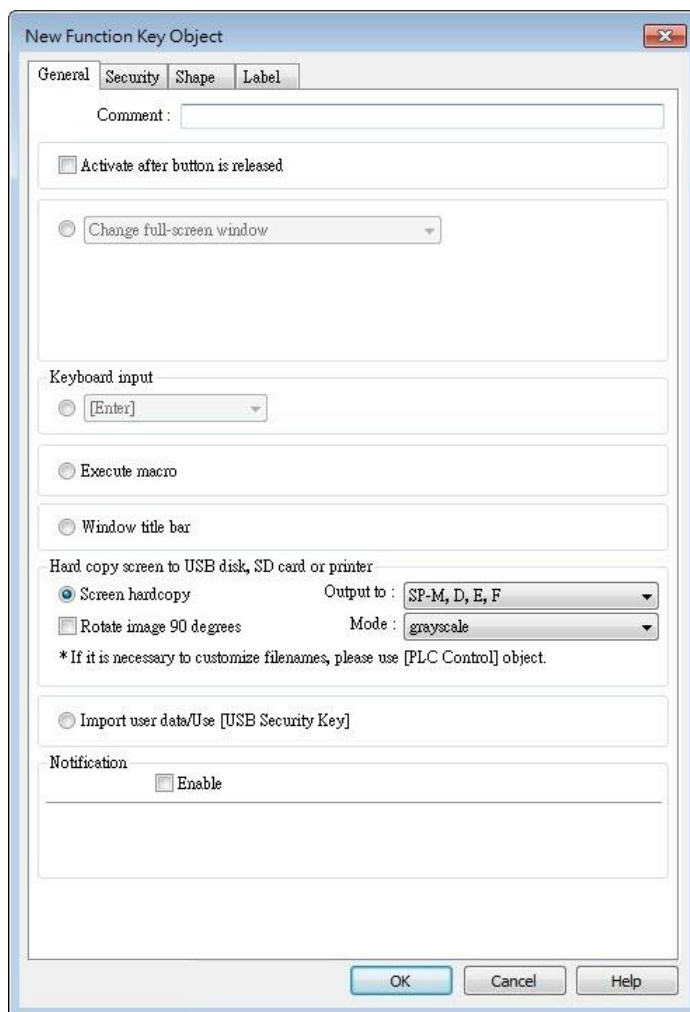 New Function Key Object
General Security Shape Label
Comment :
Activate after button is released
Change full-screen window
Keyboard input
[Enter]
Execute macro
Window title bar
Hard copy screen to USB disk, SD card or printer
Screen hardcopy Output to : SP-M, D, E, F
Rotate image 90 degrees Mode : grayscale
* If it is necessary to customize filenames, please use [PLC Control] object.
Import user data/Use [USB Security Key]
Notification
Enable
OK Cancel Help